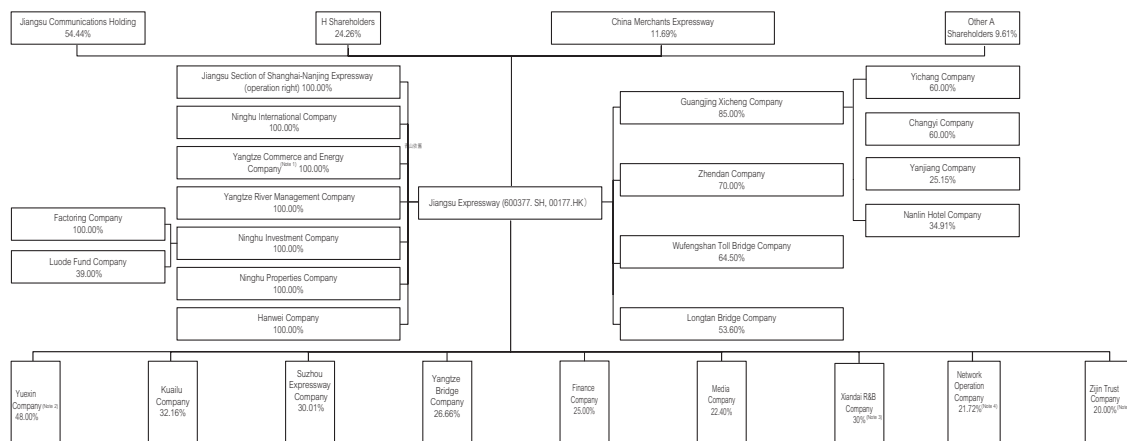 Jiangsu Communications Holding
54.44%
H Shareholders
24.26%
China Merchants Expressway
11.69%
Other A
Shareholders 9.61%
Jiangsu Section of Shanghai-Nanjing Expressway
(operation right) 100.00%
Ninghu International Company
100.00%
Yangtze Commerce and Energy
Company(Note 1) 100.00%
Yangtze River Management Company
100.00%
Ninghu Investment Company
100.00%
Ninghu Properties Company
100.00%
Hanwei Company
100.00%
Factoring Company
100.00%
Luode Fund Company
39.00%
Jiangsu Expressway (600377. SH, 00177.HK)
Guangjing Xicheng Company
85.00%
Zhendan Company
70.00%
Wufengshan Toll Bridge Company
64.50%
Longtan Bridge Company
53.60%
Yichang Company
60.00%
Changyi Company
60.00%
Yanjiang Company
25.15%
Nanlin Hotel Company
34.91%
Yuexin
Company(Note 2)
48.00%
Kuailu
Company
32.16%
Suzhou
Expressway
Company
30.01%
Yangtze
Bridge
Company
26.66%
Finance
Company
25.00%
Media
Company
22.40%
Xiandai R&B
Company
30%(Note 3)
Network
Operation
Company
21.72%(Note 4)
Zijin Trust
Company
20.00%(Note